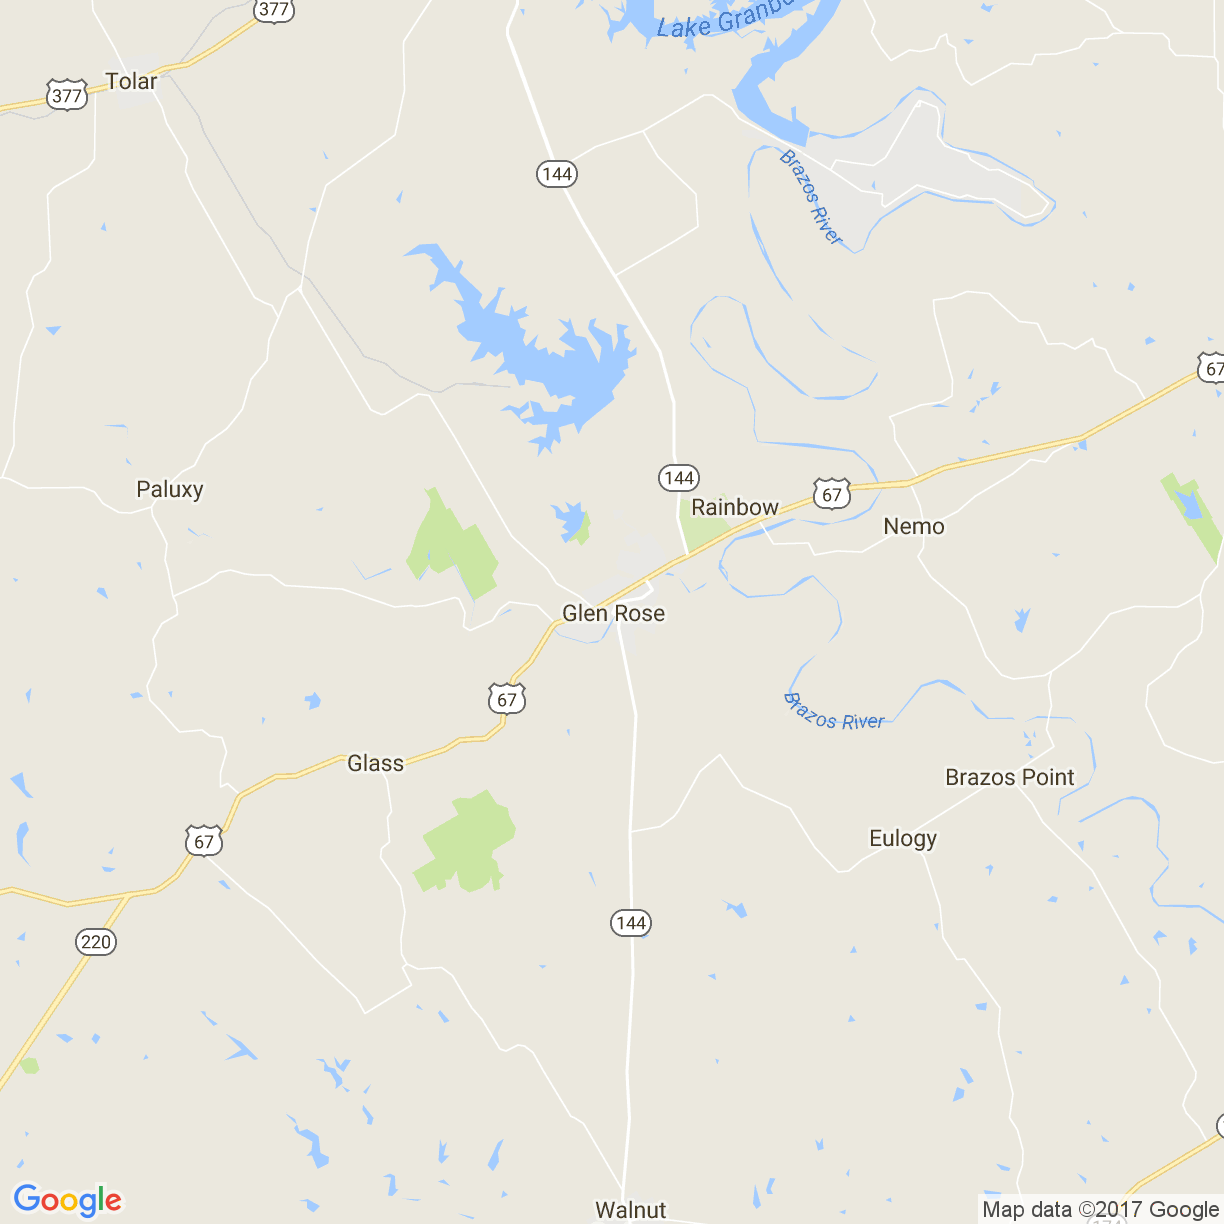 377
Lake Granbu
Tolar
377
144
Brazos River
67
144
Paluxy
Rainbow
67
Nemo
Glen Rose
67
Brazos River
Glass
Brazos Point
67
Eulogy
144
220
Google
Walnut
Map data ©2017 Google
174